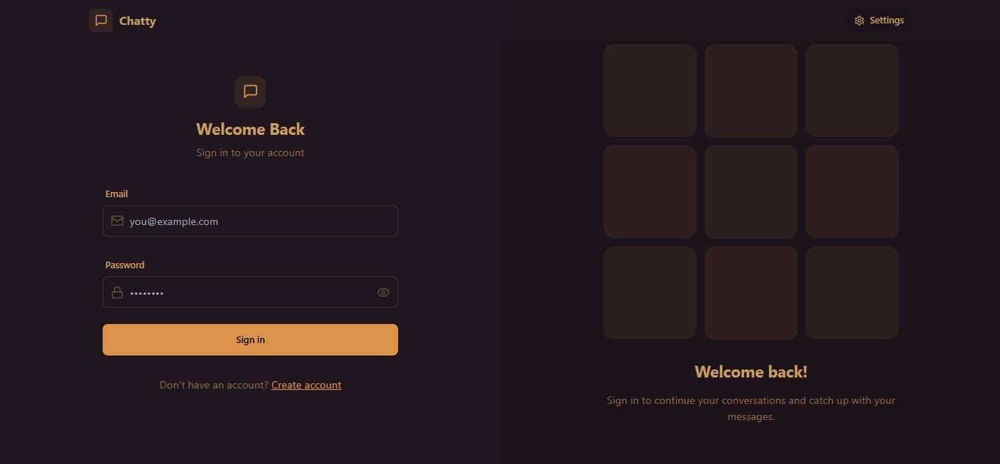 Chatty
Settings
Welcome Back
Sign in to your account
Email
you@example.com
Password
••••••••
Sign in
Don't have an account? Create account
Welcome back!
Sign in to continue your conversations and catch up with your
messages.